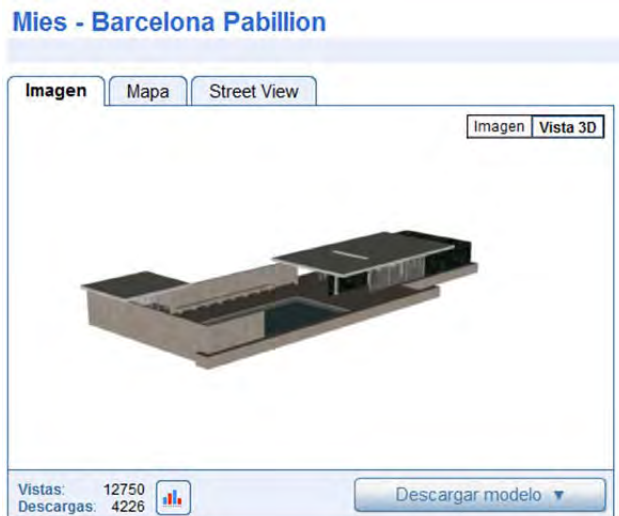 Mies - Barcelona Pabillion
Imagen Mapa Street View
Imagen Vista 3D
Vistas: 12750
Descargas: 4226
Descargar modelo ▼